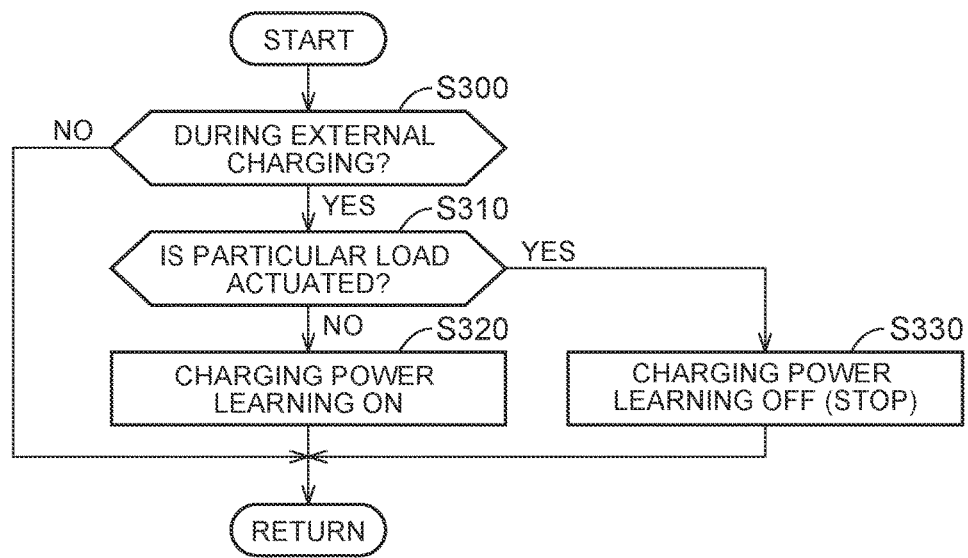 START
S300
NO
DURING EXTERNAL
CHARGING?
YES
S310
IS PARTICULAR LOAD
ACTUATED?
YES
NO
S320
S330
CHARGING POWER
LEARNING ON
CHARGING POWER
LEARNING OFF (STOP)
RETURN